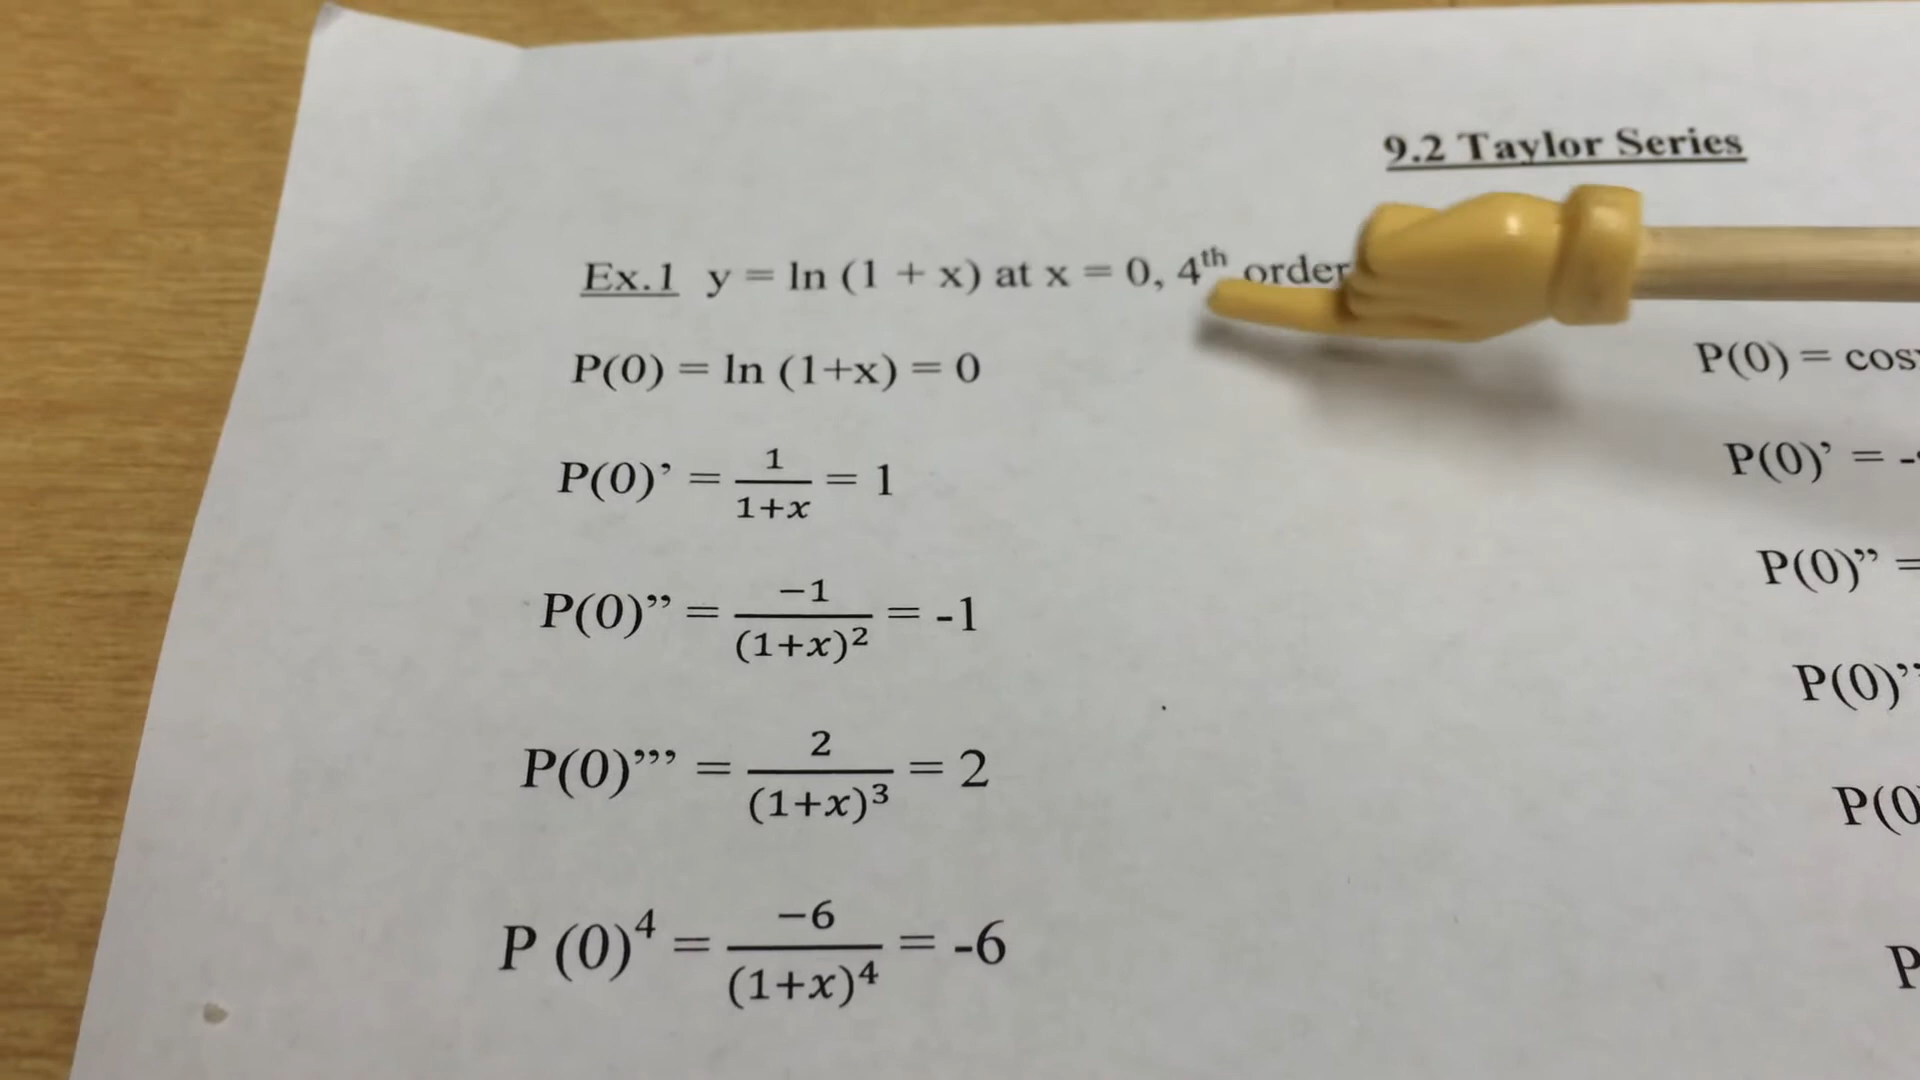 9.2 Taylor Series
Ex.1 y = ln (1 + x) at x = 0, 4th order
P(0) = ln (1+x) = 0
P(0)’ = 1/(1+x) = 1
P(0)” = −1/(1+x)² = -1
P(0)”’ = 2/(1+x)³ = 2
P (0)⁴ = −6/(1+x)⁴ = -6
P(0) = cos
P(0)’ = -
P(0)” =
P(0)”
P(0
P